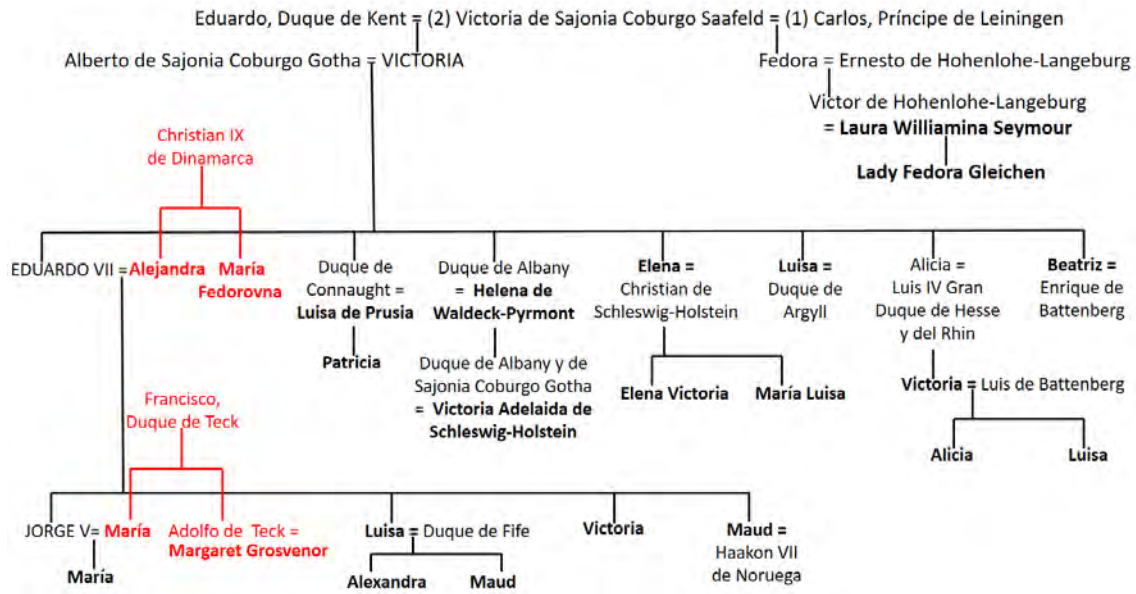 Eduardo, Duque de Kent = (2) Victoria de Sajonia Coburgo Saafeld = (1) Carlos, Príncipe de Leiningen
Alberto de Sajonia Coburgo Gotha = VICTORIA
Fedora = Ernesto de Hohenlohe-Langeburg
Victor de Hohenlohe-Langeburg
= Laura Williamina Seymour
Lady Fedora Gleichen
Christian IX
de Dinamarca
EDUARDO VII = Alejandra
María
Fedorovna
Duque de
Connaught =
Luisa de Prusia
Patricia
Duque de Albany
= Helena de
Waldeck-Pyrmont
Duque de Albany y de
Sajonia Coburgo Gotha
= Victoria Adelaida de
Schleswig-Holstein
Elena =
Christian de
Schleswig-Holstein
Elena Victoria
María Luisa
Luisa =
Duque de
Argyll
Alicia =
Luis IV Gran
Duque de Hesse
y del Rhin
Victoria = Luis de Battenberg
Alicia
Luisa
Beatriz =
Enrique de
Battenberg
Francisco,
Duque de Teck
JORGE V= María
María
Adolfo de Teck =
Margaret Grosvenor
Luisa = Duque de Fife
Alexandra
Maud
Victoria
Maud =
Haakon VII
de Noruega